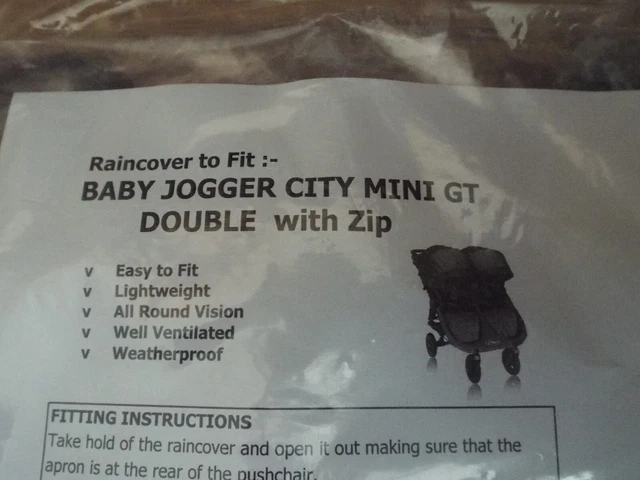 Raincover to Fit :-
BABY JOGGER CITY MINI GT
DOUBLE with Zip
v Easy to Fit
v Lightweight
v All Round Vision
v Well Ventilated
v Weatherproof
FITTING INSTRUCTIONS
Take hold of the raincover and open it out making sure that the
apron is at the rear of the pushchair.